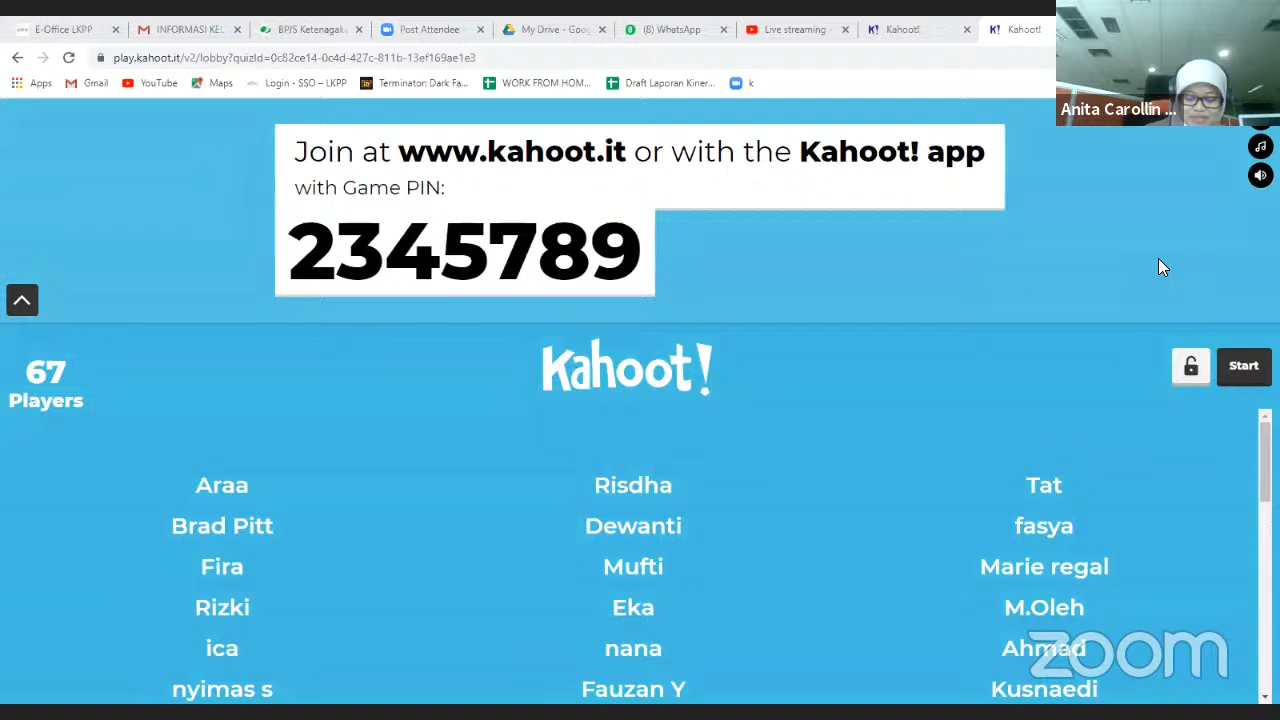 E-Office LKPP
INFORMASI KEL
BPJS Ketenagak
Post Attendee -
My Drive - Goo
(8) WhatsApp
Live streaming -
Kahoot!
Kahoot!
play.kahoot.it/v2/lobby?quizId=0c82ce14-0c4d-427c-811b-13ef169ae1e3
Apps
Gmail
YouTube
Maps
Login - SSO – LKPP
Terminator: Dark Fa...
WORK FROM HOM...
Draft Laporan Kiner...
k
Anita Carollin ...
Join at www.kahoot.it or with the Kahoot! app
with Game PIN:
2345789
67
Players
Kahoot!
Start
Araa
Risdha
Tat
Brad Pitt
Dewanti
fasya
Fira
Mufti
Marie regal
Rizki
Eka
M.Oleh
ica
nana
Ahmad
nyimas s
Fauzan Y
Kusnaedi
zoom